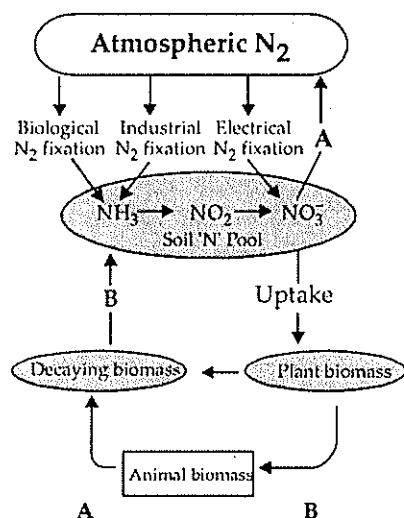 Atmospheric N₂
Biological Industrial Electrical
N₂ fixation N₂ fixation N₂ fixation
A
NH₃ NO₂ NO₃⁻
Soil 'N' Pool
B
Uptake
Decaying biomass Plant biomass
Animal biomass
A B